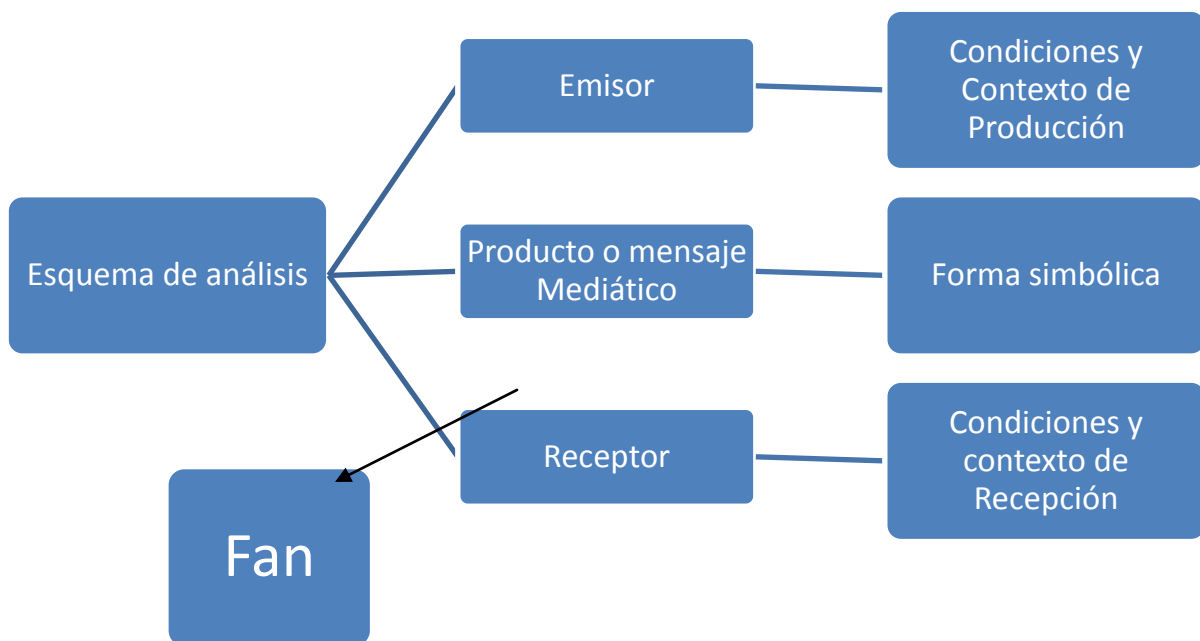 Esquema de análisis
Emisor
Condiciones y
Contexto de
Producción
Producto o mensaje
Mediático
Forma simbólica
Receptor
Condiciones y
contexto de
Recepción
Fan